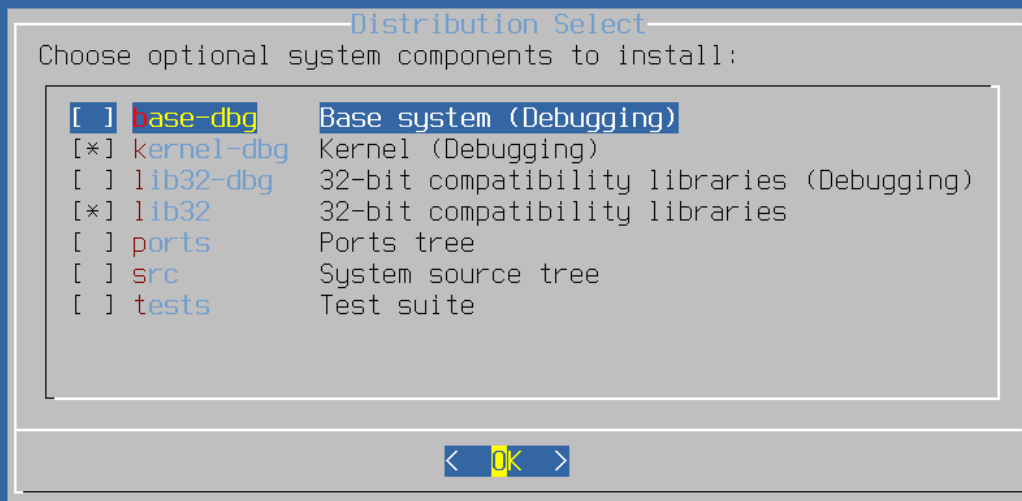 Distribution Select
Choose optional system components to install:
[ ] base-dbg Base system (Debugging)
[*] kernel-dbg Kernel (Debugging)
[ ] lib32-dbg 32-bit compatibility libraries (Debugging)
[*] lib32 32-bit compatibility libraries
[ ] ports Ports tree
[ ] src System source tree
[ ] tests Test suite
< OK >